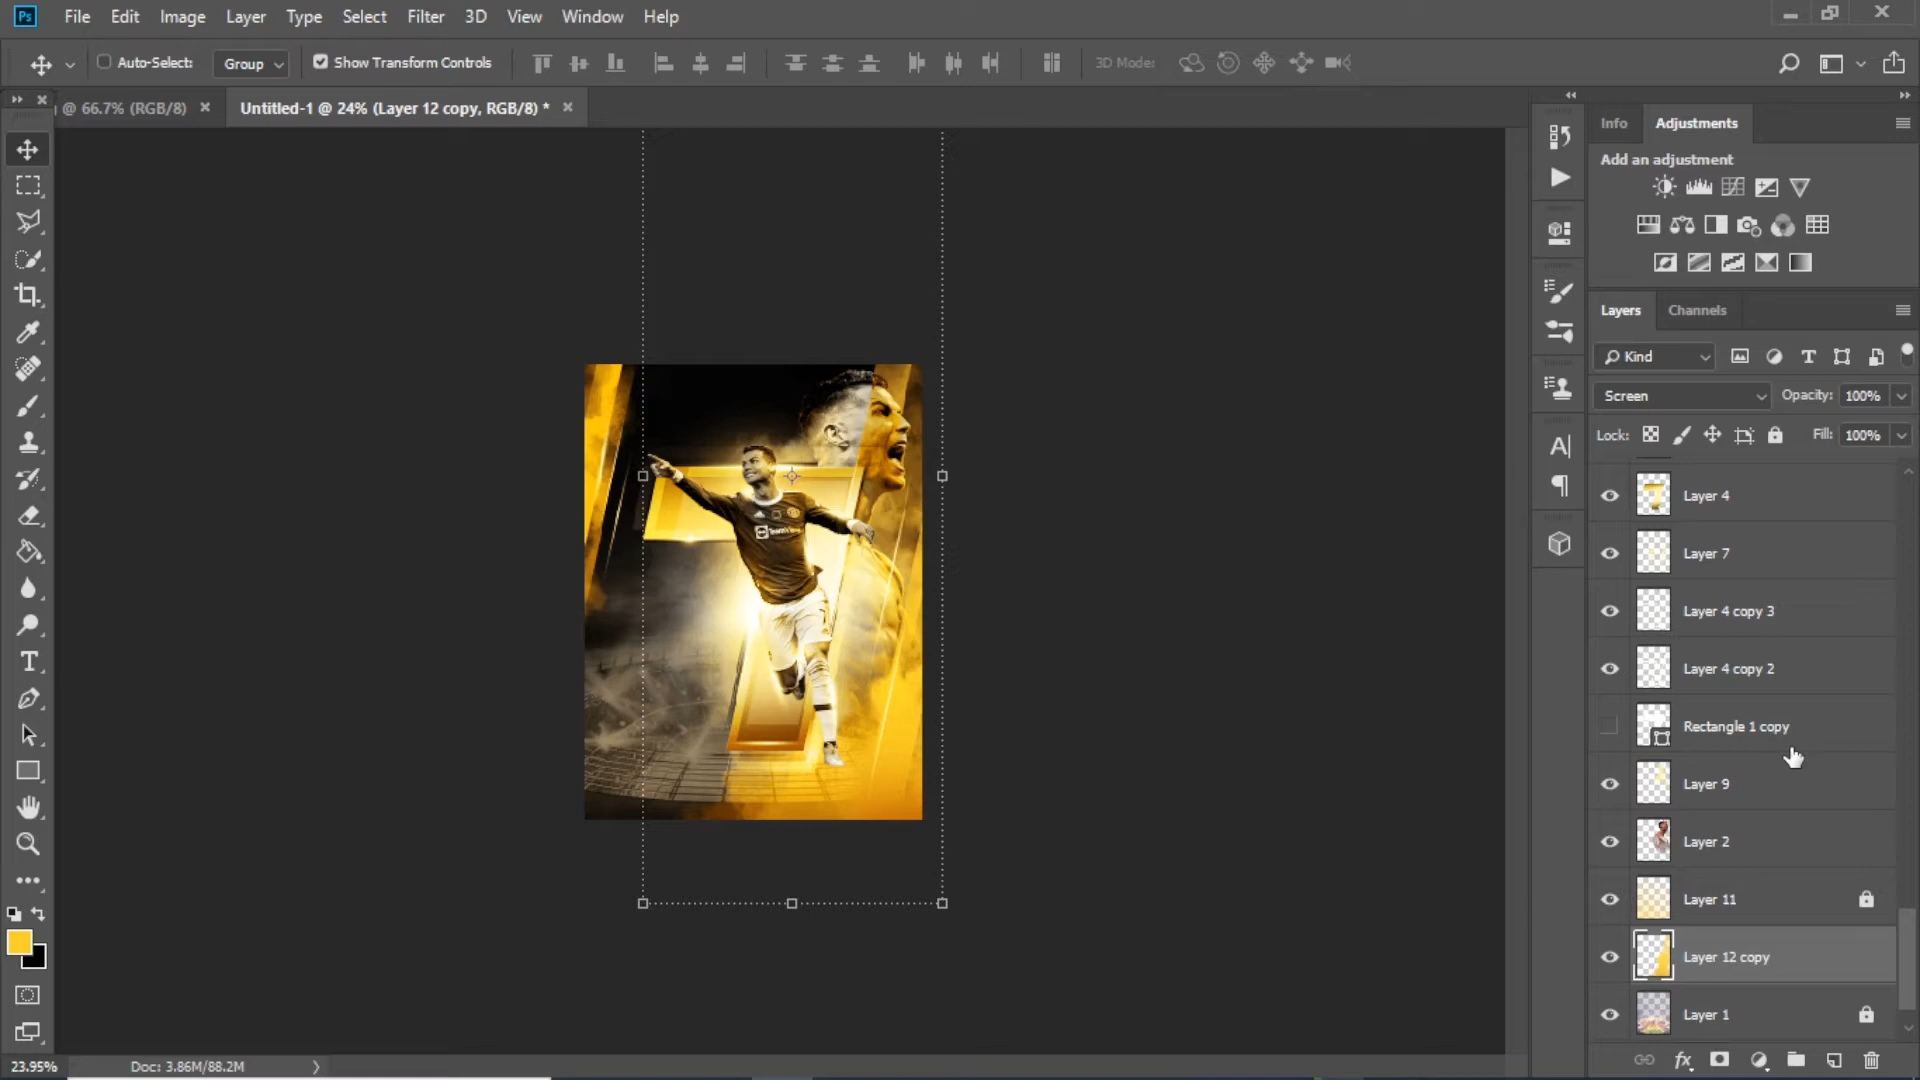 Ps File Edit Image Layer Type Select Filter 3D View Window Help
Auto-Select: Group Show Transform Controls 3D Mode:
@ 66.7% (RGB/8) × Untitled-1 @ 24% (Layer 12 copy, RGB/8) * ×
Info Adjustments
Add an adjustment
Layers Channels
Kind
Screen Opacity: 100%
Lock: Fill: 100%
Layer 4
Layer 7
Layer 4 copy 3
Layer 4 copy 2
Rectangle 1 copy
Layer 9
Layer 2
Layer 11
Layer 12 copy
Layer 1
fx
23.95% Doc: 3.86M/88.2M